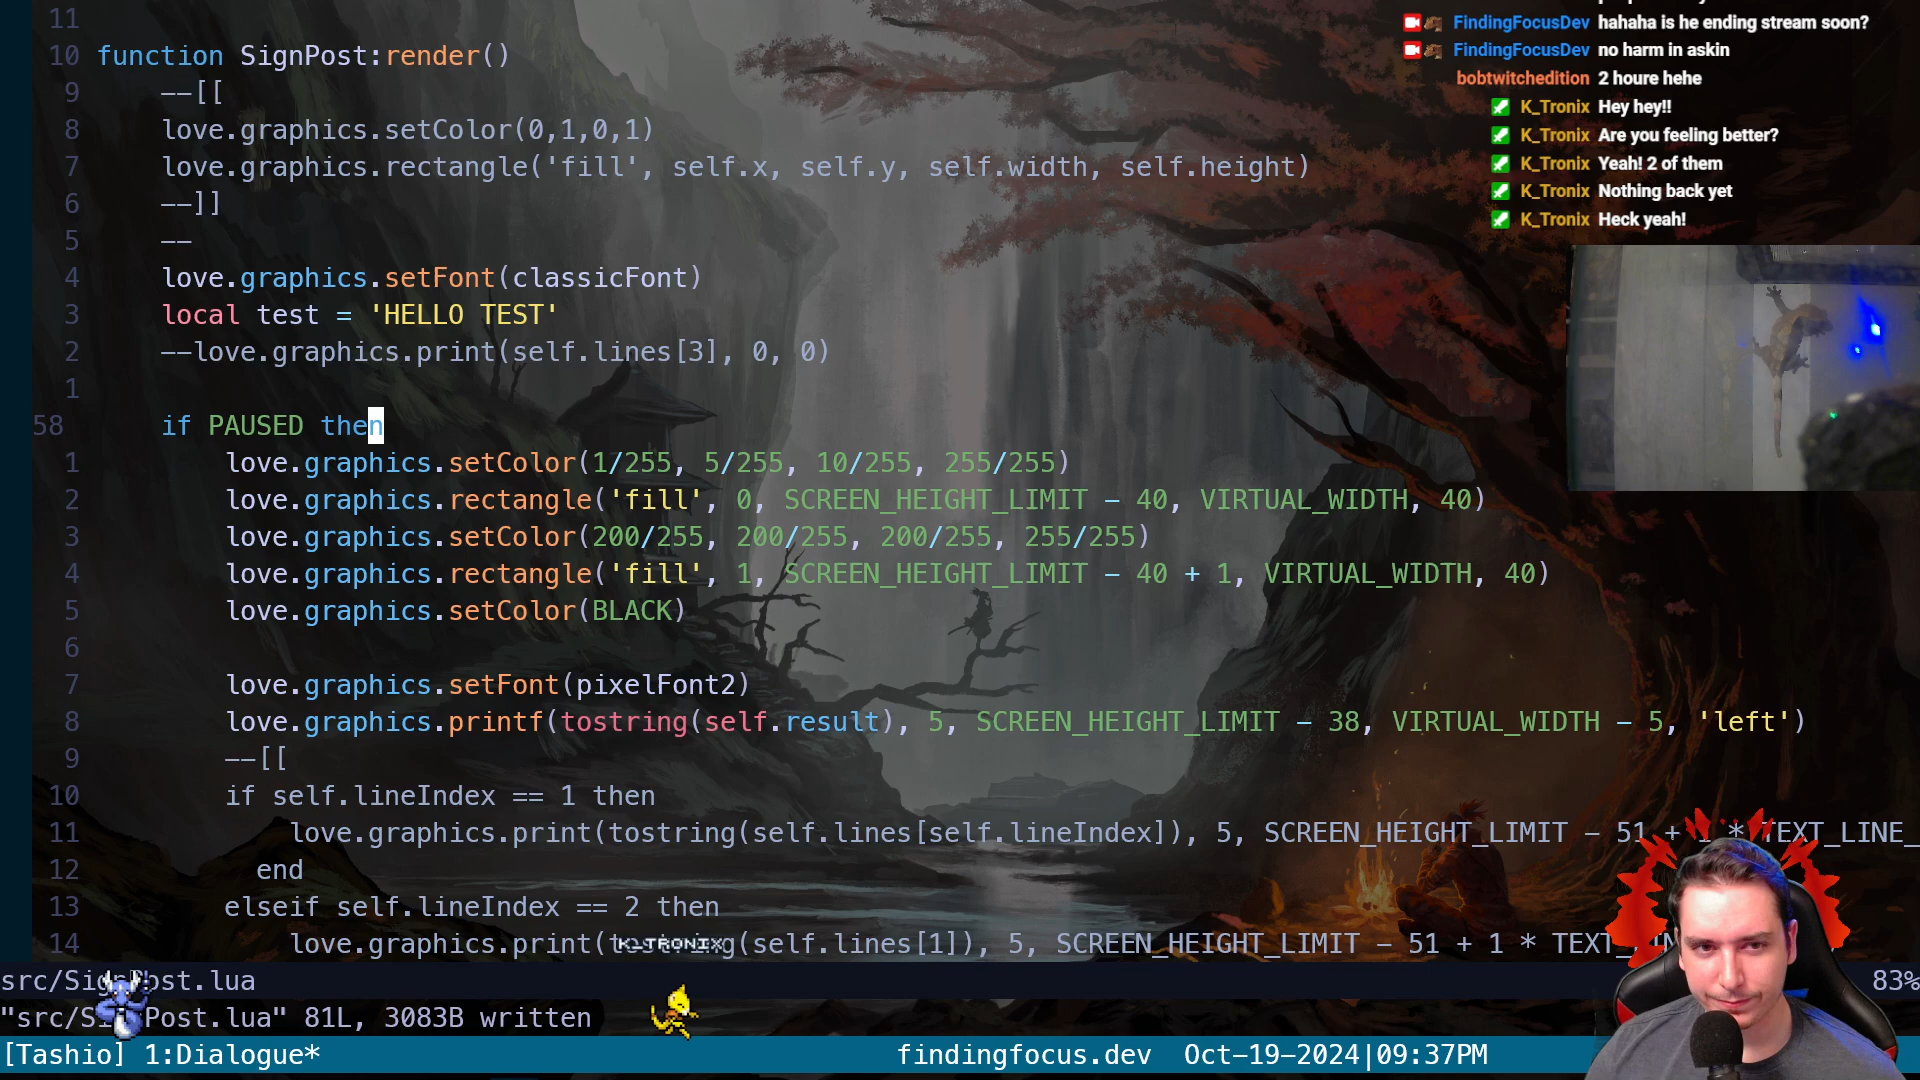 11
10 function SignPost:render()
9 --[[
8 love.graphics.setColor(0,1,0,1)
7 love.graphics.rectangle('fill', self.x, self.y, self.width, self.height)
6 --]]
5 --
4 love.graphics.setFont(classicFont)
3 local test = 'HELLO TEST'
2 --love.graphics.print(self.lines[3], 0, 0)
1
58 if PAUSED then
1 love.graphics.setColor(1/255, 5/255, 10/255, 255/255)
2 love.graphics.rectangle('fill', 0, SCREEN_HEIGHT_LIMIT - 40, VIRTUAL_WIDTH, 40)
3 love.graphics.setColor(200/255, 200/255, 200/255, 255/255)
4 love.graphics.rectangle('fill', 1, SCREEN_HEIGHT_LIMIT - 40 + 1, VIRTUAL_WIDTH, 40)
5 love.graphics.setColor(BLACK)
6
7 love.graphics.setFont(pixelFont2)
8 love.graphics.printf(tostring(self.result), 5, SCREEN_HEIGHT_LIMIT - 38, VIRTUAL_WIDTH - 5, 'left')
9 --[[
10 if self.lineIndex == 1 then
11 love.graphics.print(tostring(self.lines[self.lineIndex]), 5, SCREEN_HEIGHT_LIMIT - 51 + 1 * TEXT_LINE_
12 end
13 elseif self.lineIndex == 2 then
14 love.graphics.print(tostring(self.lines[1]), 5, SCREEN_HEIGHT_LIMIT - 51 + 1 * TEXT_
K_TRONIX
src/SignPost.lua 83%
"src/SignPost.lua" 81L, 3083B written
[Tashio] 1:Dialogue* findingfocus.dev Oct-19-2024|09:37PM
FindingFocusDev hahaha is he ending stream soon?
FindingFocusDev no harm in askin
bobtwitchedition 2 houre hehe
K_Tronix Hey hey!!
K_Tronix Are you feeling better?
K_Tronix Yeah! 2 of them
K_Tronix Nothing back yet
K_Tronix Heck yeah!